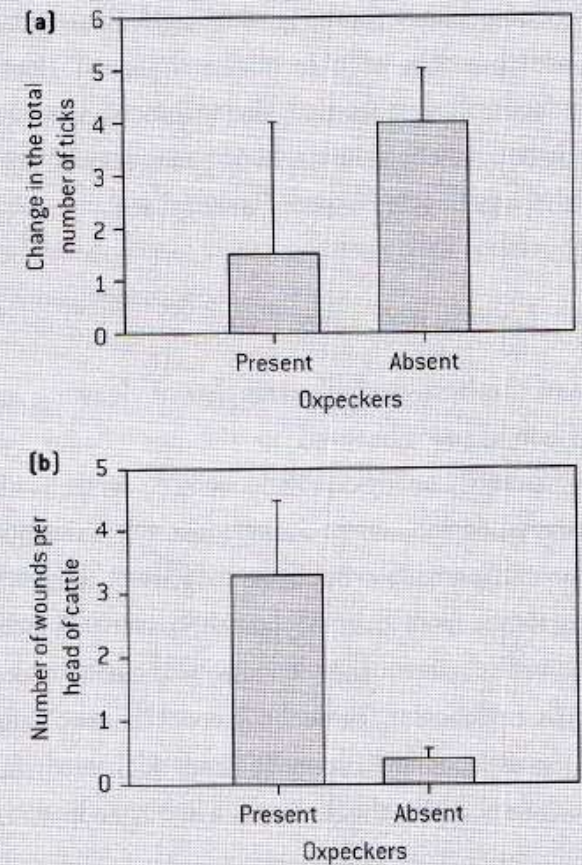 (a)
6
5
4
3
2
1
0
Change in the total
number of ticks
Present Absent
Oxpeckers
(b)
5
4
3
2
1
0
Number of wounds per
head of cattle
Present Absent
Oxpeckers